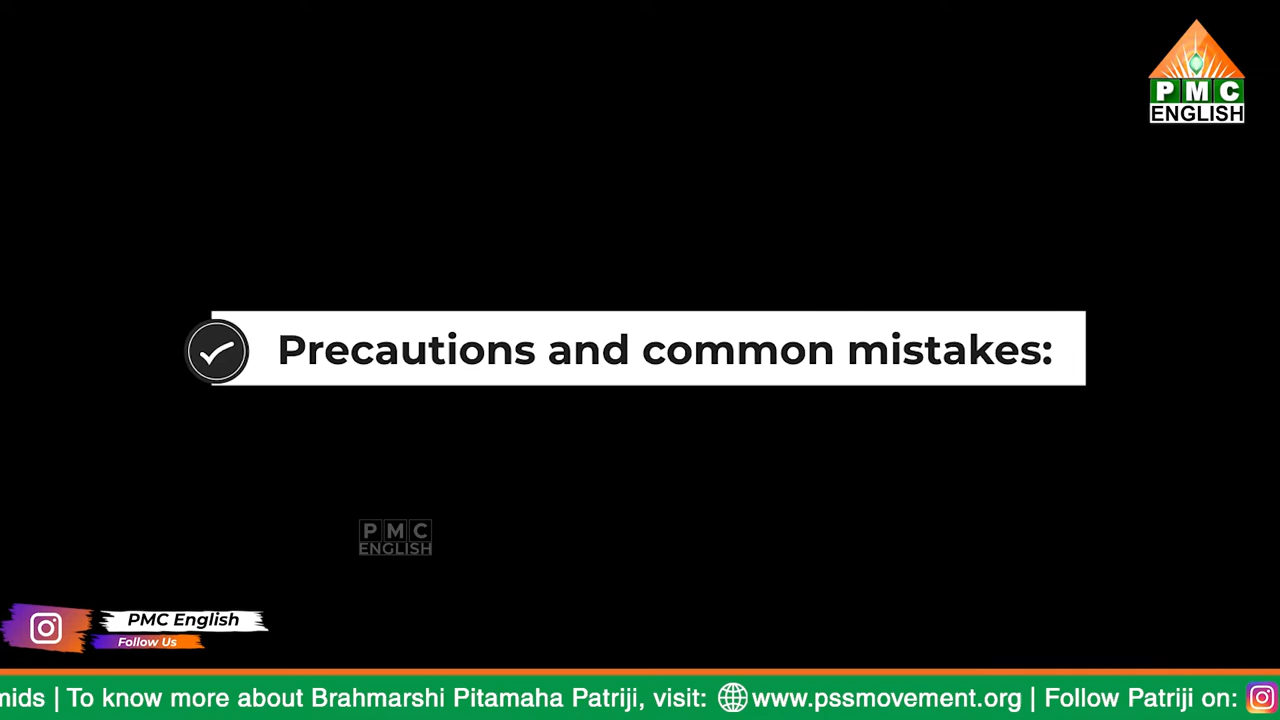 PMC
ENGLISH
Precautions and common mistakes:
PMC
ENGLISH
PMC English
Follow Us
mids | To know more about Brahmarshi Pitamaha Patriji, visit: www.pssmovement.org | Follow Patriji on: